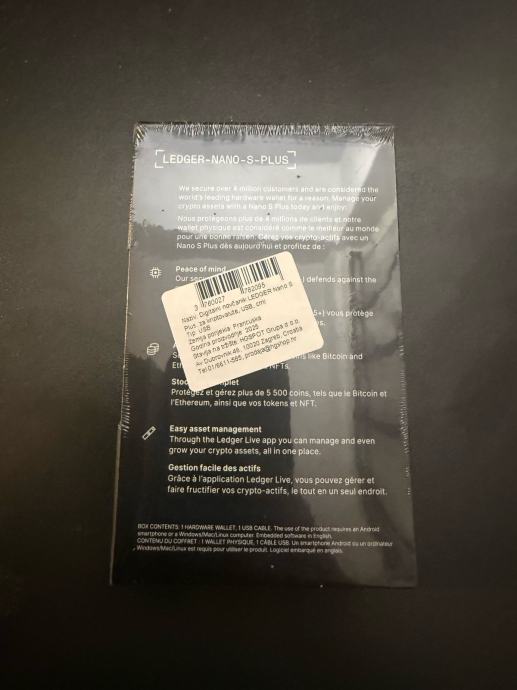 LEDGER-NANO-S-PLUS
We secure over 4 million customers and are considered the
world's leading hardware wallet for a reason. Manage your
crypto assets with a Nano S Plus today and enjoy:
Nous protégeons plus de 4 millions de clients et notre
wallet physique est considéré comme le meilleur au monde
pour une bonne raison. Gérez vos crypto-actifs avec un
Nano S Plus dès aujourd'hui et profitez de :
Peace of mind
Our
) defends against the
5+) vous protège
3 760027 782095
Naziv: Digitalni novčanik LEDGER Nano S
Plus, za kriptovalute, USB, crni
Tip: USB
Zemlja porijekla: Francuska
Godina proizvodnje: 2025
Stavlja na tržište: HGSPOT Grupa d.o.o.
Av.Dubrovnik 46, 10020 Zagreb, Croatia
Tel:01/6611-565, prodaja@hgshop.hr
like Bitcoin and
NFTs.
Protégez et gérez plus de 5 500 coins, tels que le Bitcoin et
l'Ethereum, ainsi que vos tokens et NFT.
Easy asset management
Through the Ledger Live app you can manage and even
grow your crypto assets, all in one place.
Gestion facile des actifs
Grâce à l'application Ledger Live, vous pouvez gérer et
faire fructifier vos crypto-actifs, le tout en un seul endroit.
BOX CONTENTS: 1 HARDWARE WALLET, 1 USB CABLE. The use of the product requires an Android
smartphone or a Windows/Mac/Linux computer. Embedded software in English.
CONTENU DU COFFRET : 1 WALLET PHYSIQUE, 1 CÂBLE USB. Un smartphone Android ou un ordinateur
Windows/Mac/Linux est requis pour utiliser le produit. Logiciel embarqué en anglais.